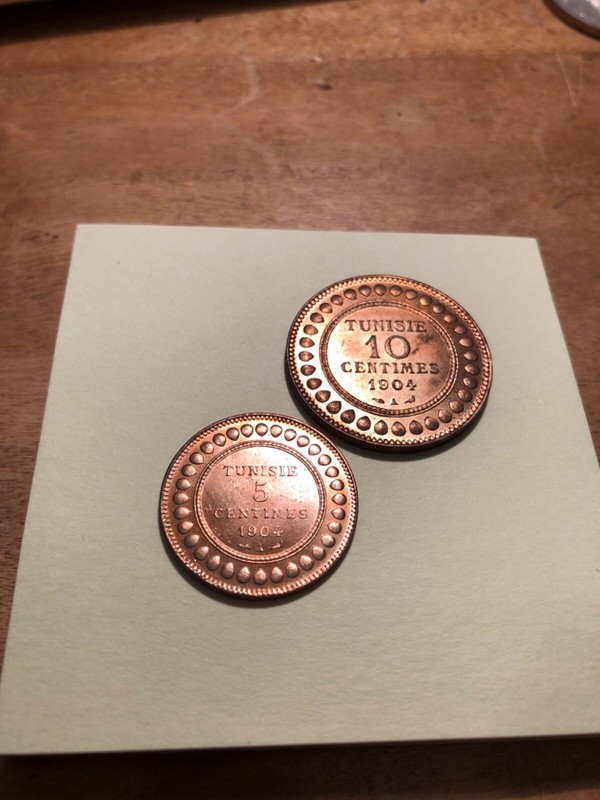 TUNISIE
10
CENTIMES
1904
A
TUNISIE
5
CENTIMES
1904
A